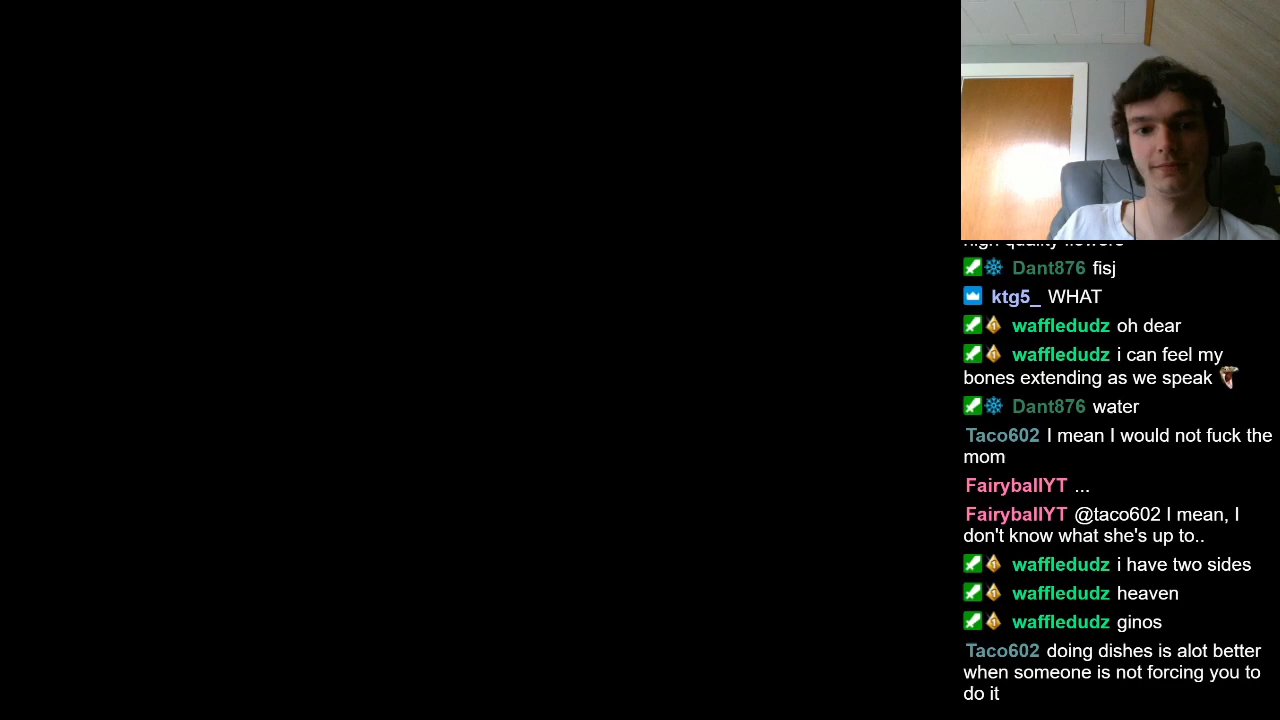 high quality flowers
Dant876 fisj
ktg5_ WHAT
waffledudz oh dear
waffledudz i can feel my
bones extending as we speak
Dant876 water
Taco602 I mean I would not fuck the
mom
FairyballYT ...
FairyballYT @taco602 I mean, I
don't know what she's up to..
waffledudz i have two sides
waffledudz heaven
waffledudz ginos
Taco602 doing dishes is alot better
when someone is not forcing you to
do it